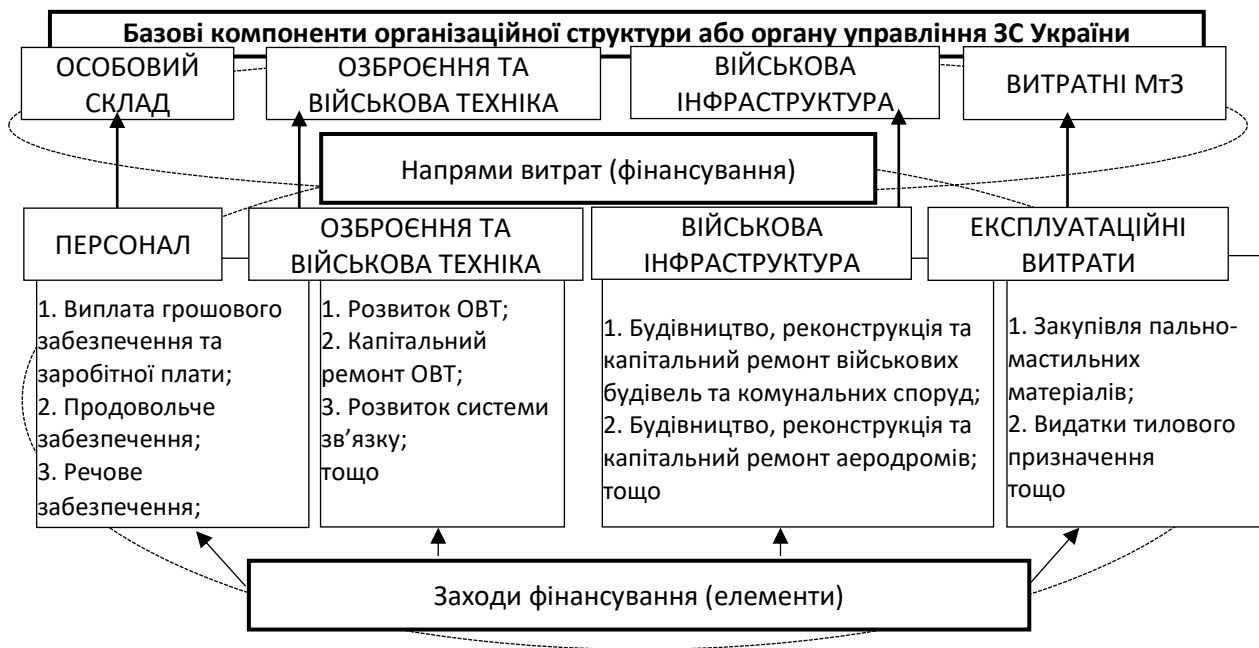 Базові компоненти організаційної структури або органу управління ЗС України
ОСОБОВИЙ
СКЛАД
ОЗБРОЄННЯ ТА
ВІЙСЬКОВА ТЕХНІКА
ВІЙСЬКОВА
ІНФРАСТРУКТУРА
ВИТРАТНІ МтЗ
Напрями витрат (фінансування)
ПЕРСОНАЛ
ОЗБРОЄННЯ ТА
ВІЙСЬКОВА ТЕХНІКА
ВІЙСЬКОВА
ІНФРАСТРУКТУРА
ЕКСПЛУАТАЦІЙНІ
ВИТРАТИ
1. Виплата грошового
забезпечення та
заробітної плати;
2. Продовольче
забезпечення;
3. Речове
забезпечення;
1. Розвиток ОВТ;
2. Капітальний
ремонт ОВТ;
3. Розвиток системи
зв’язку;
тощо
1. Будівництво, реконструкція та
капітальний ремонт військових
будівель та комунальних споруд;
2. Будівництво, реконструкція та
капітальний ремонт аеродромів;
тощо
1. Закупівля пально-
мастильних
матеріалів;
2. Видатки тилового
призначення
тощо
Заходи фінансування (елементи)